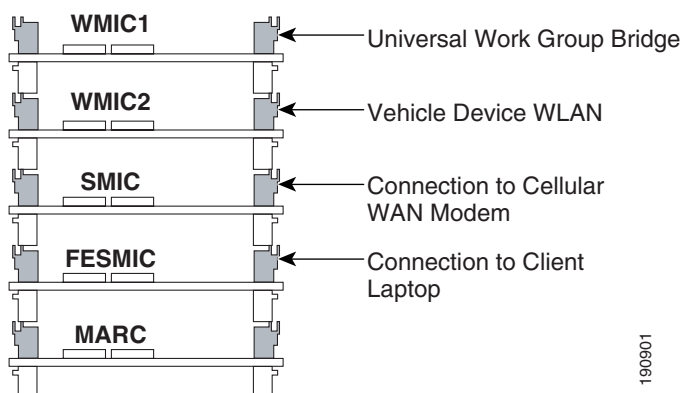 WMIC1
Universal Work Group Bridge
WMIC2
Vehicle Device WLAN
SMIC
Connection to Cellular
WAN Modem
FESMIC
Connection to Client
Laptop
MARC
190901